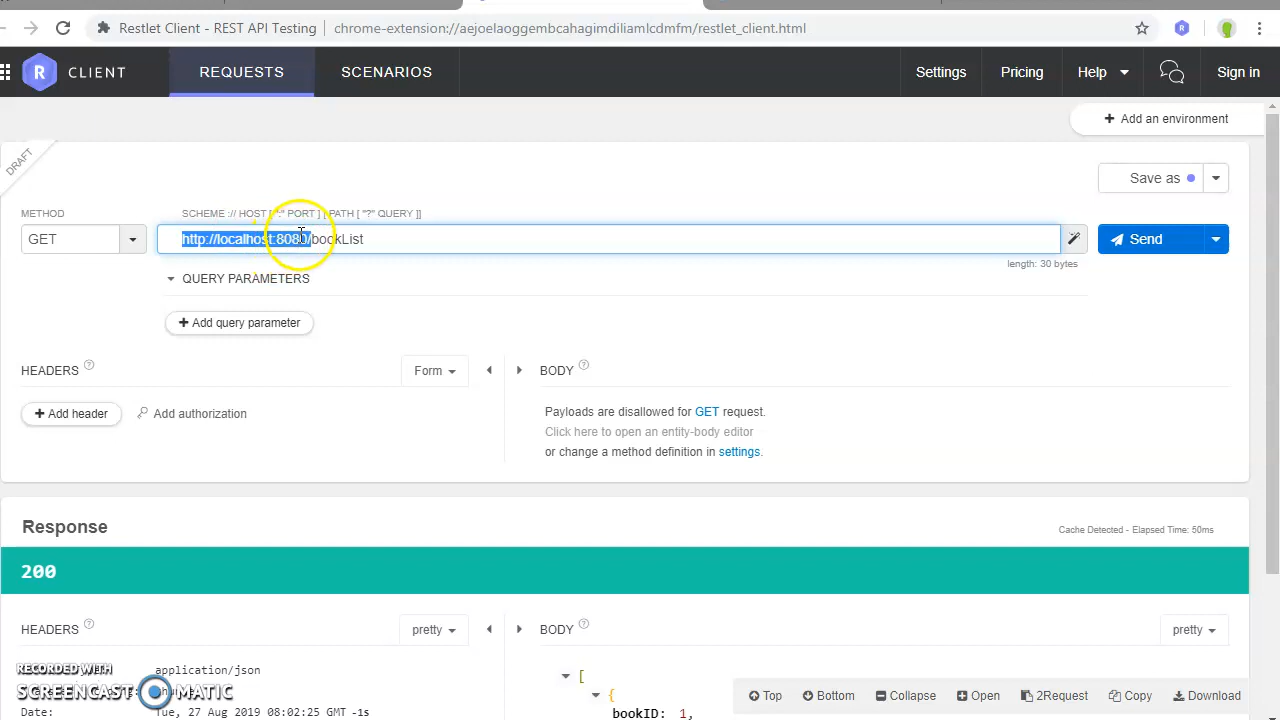 Restlet Client - REST API Testing chrome-extension://aejoelaoggembcahagimdiliamlcdmfm/restlet_client.html
R CLIENT REQUESTS SCENARIOS Settings Pricing Help Sign in
+ Add an environment
DRAFT
Save as
METHOD SCHEME :// HOST [ ":" PORT ] [ PATH [ "?" QUERY ]]
GET http://localhost:8080/bookList Send
length: 30 bytes
QUERY PARAMETERS
+ Add query parameter
HEADERS ? Form BODY ?
+ Add header Add authorization
Payloads are disallowed for GET request.
Click here to open an entity-body editor
or change a method definition in settings.
Response Cache Detected - Elapsed Time: 50ms
200
HEADERS ? pretty BODY ? pretty
RECORDED WITH application/json [
SCREENCAST MATIC {
Top Bottom Collapse Open 2Request Copy Download
Date: Tue, 27 Aug 2019 08:02:25 GMT -1s bookID: 1,